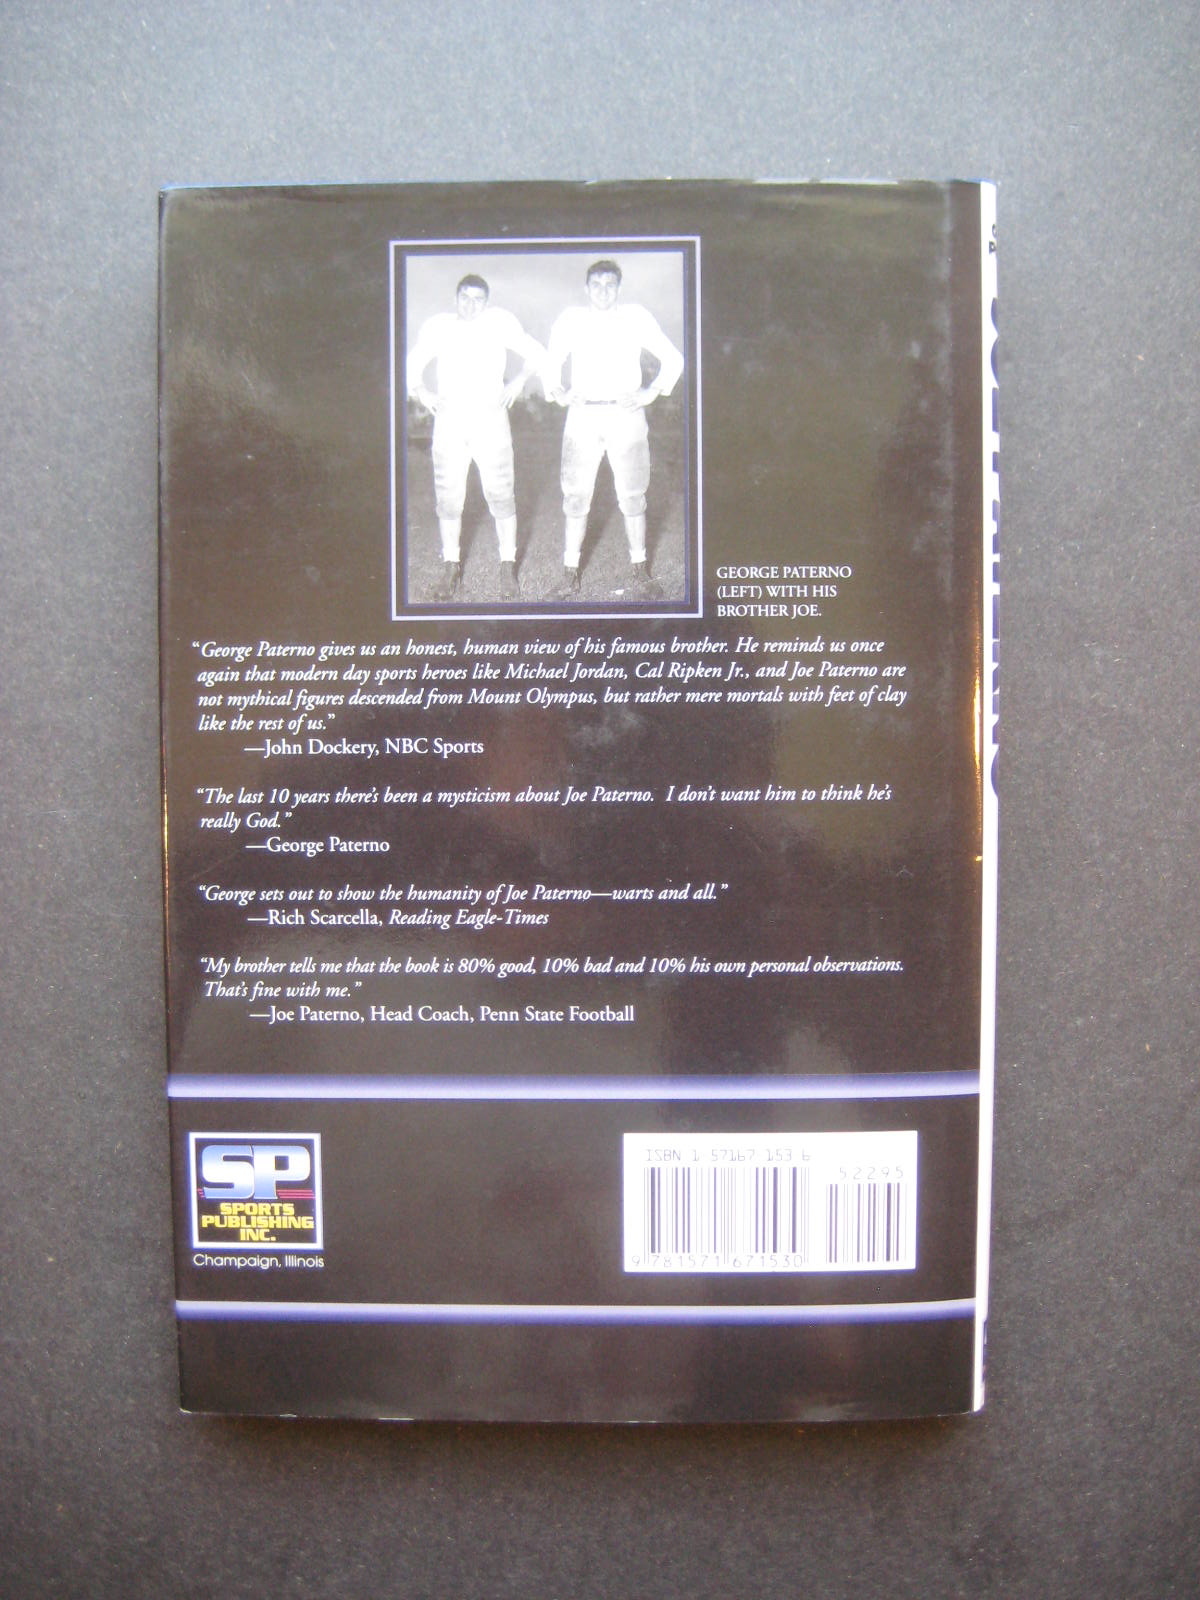 GEORGE PATERNO
(LEFT) WITH HIS
BROTHER JOE.
“George Paterno gives us an honest, human view of his famous brother. He reminds us once
again that modern day sports heroes like Michael Jordan, Cal Ripken Jr., and Joe Paterno are
not mythical figures descended from Mount Olympus, but rather mere mortals with feet of clay
like the rest of us.”
—John Dockery, NBC Sports
“The last 10 years there’s been a mysticism about Joe Paterno. I don’t want him to think he’s
really God.”
—George Paterno
“George sets out to show the humanity of Joe Paterno—warts and all.”
—Rich Scarcella, Reading Eagle-Times
“My brother tells me that the book is 80% good, 10% bad and 10% his own personal observations.
That’s fine with me.”
—Joe Paterno, Head Coach, Penn State Football
SP
SPORTS
PUBLISHING
INC.
Champaign, Illinois
ISBN 1-57167-153-6
52295
9 781571 671530